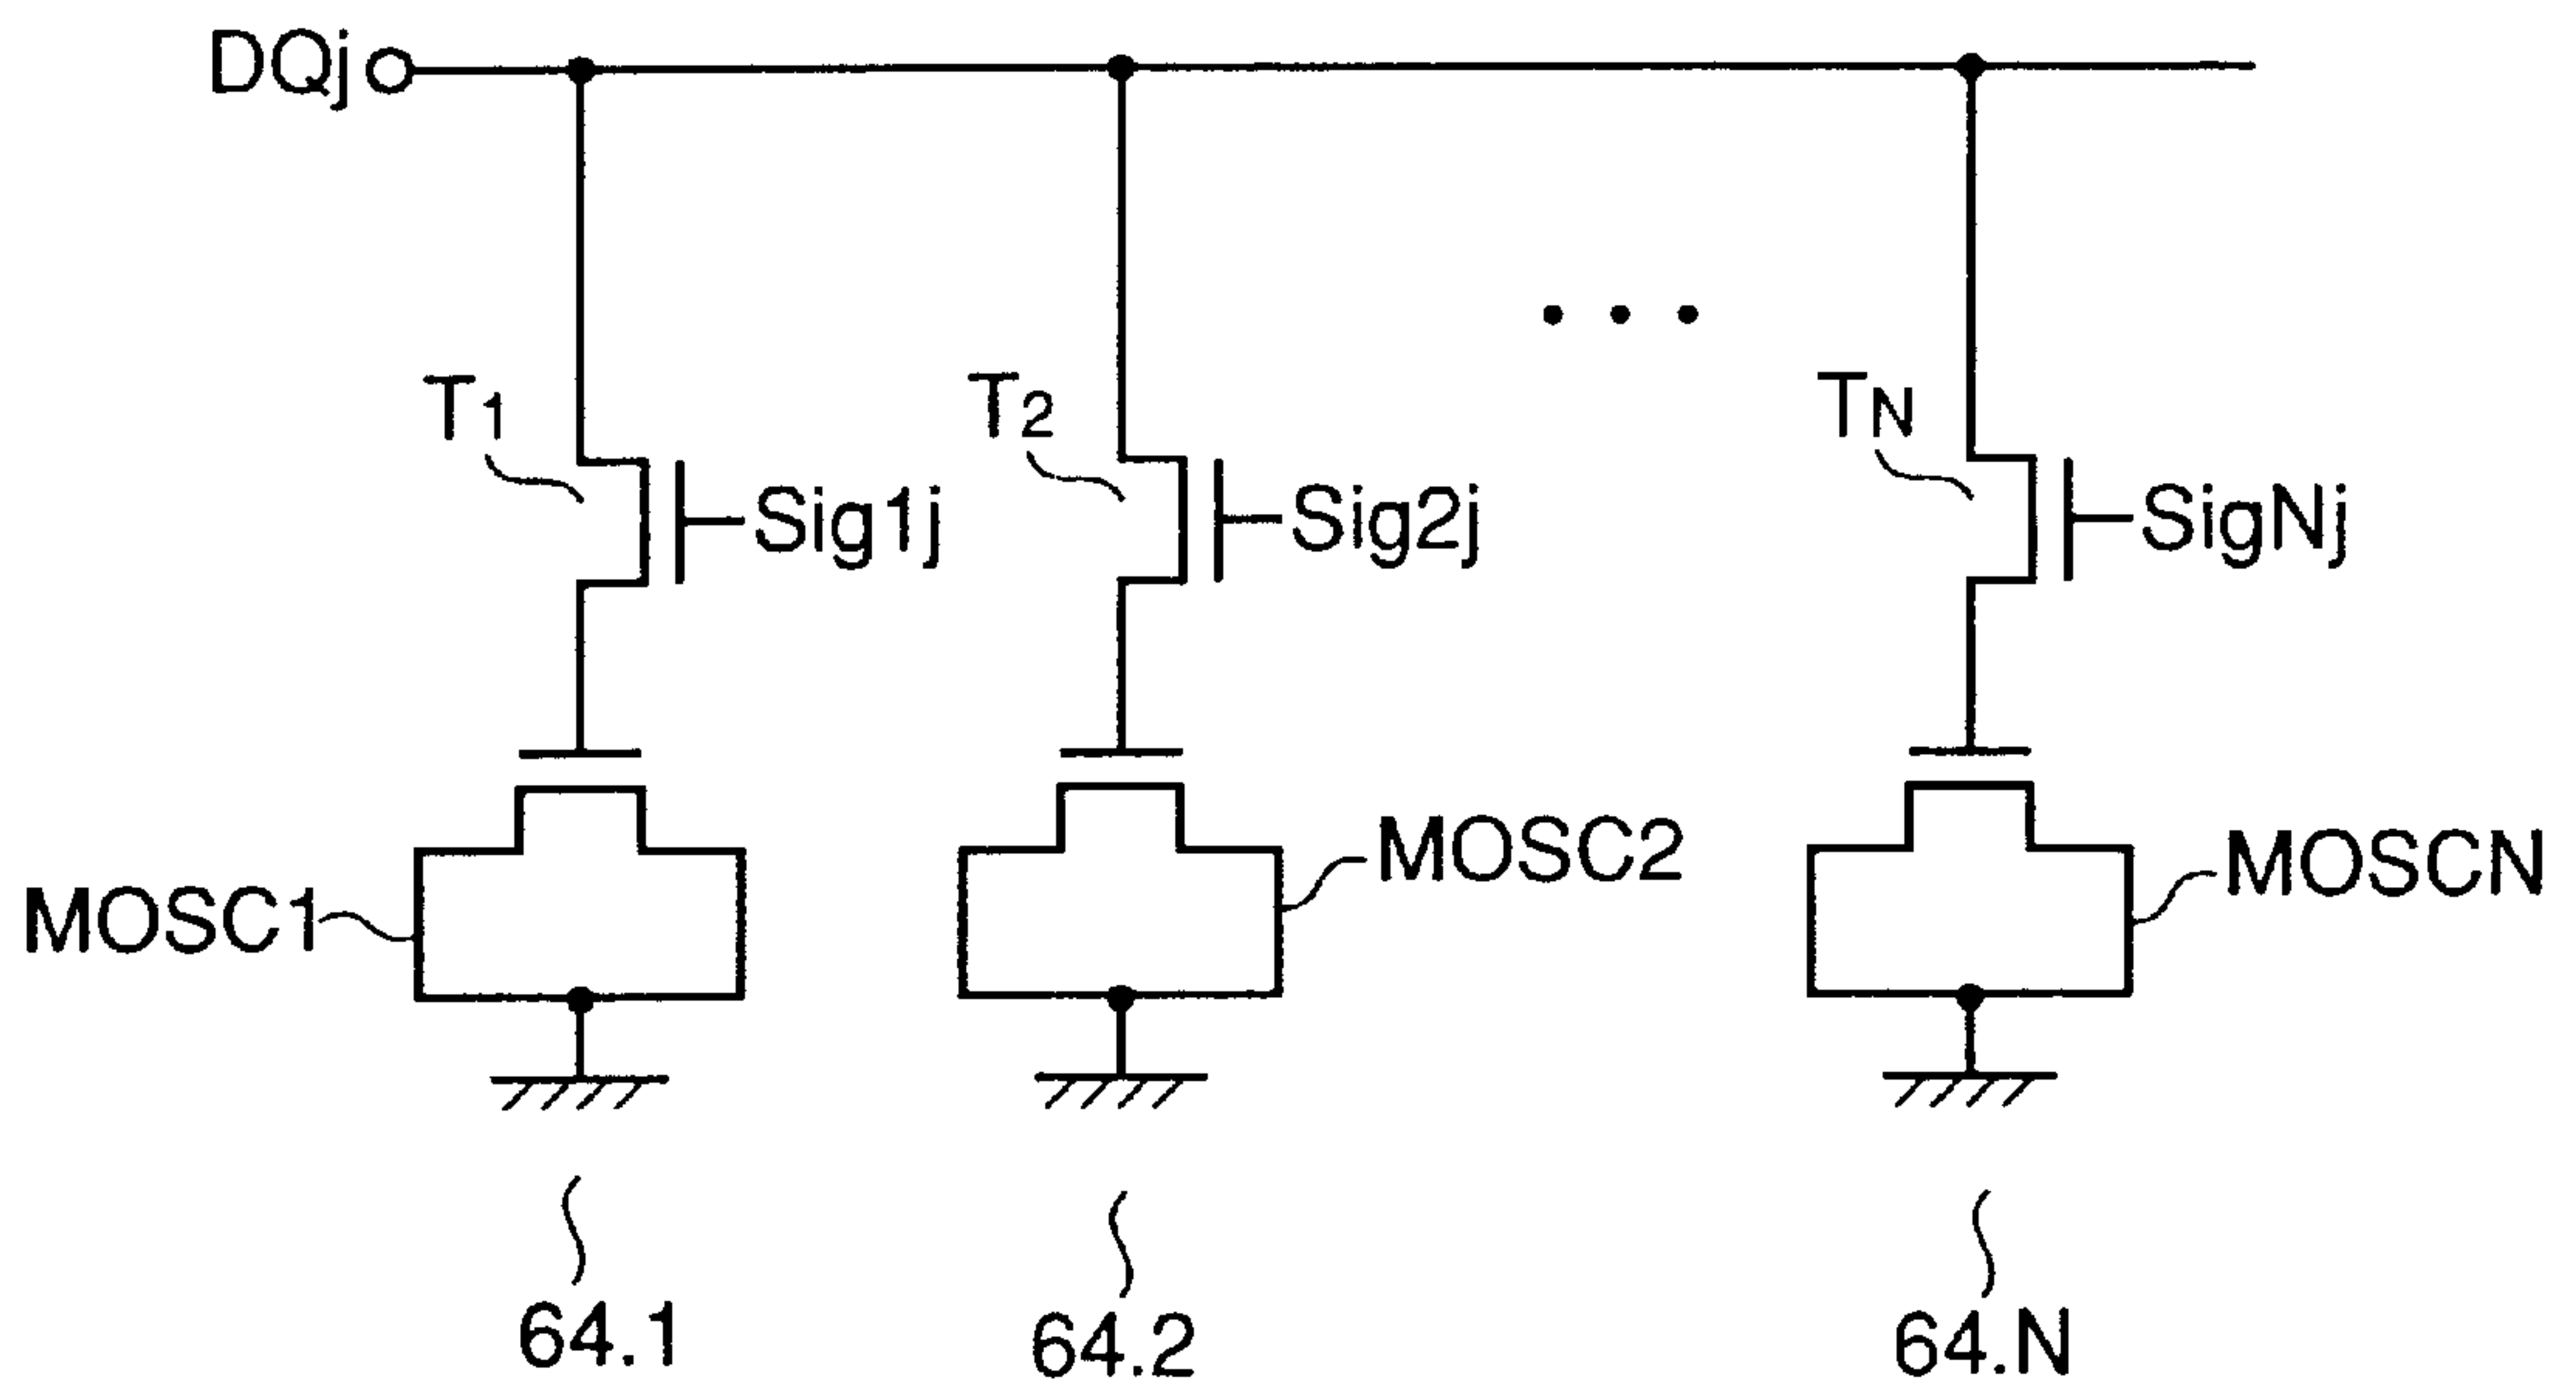 DQj
T1
T2
TN
Sig1j
Sig2j
SigNj
MOSC1
MOSC2
MOSCN
64.1
64.2
64.N